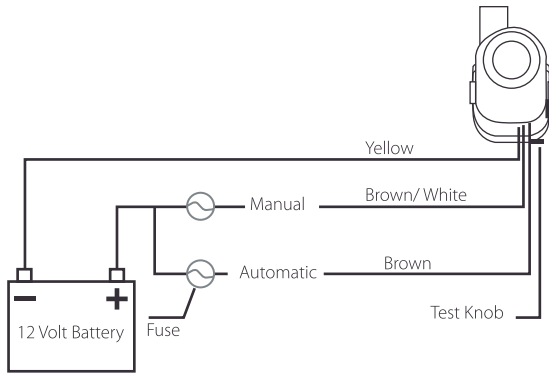 Yellow
Brown/ White
Manual
Brown
Automatic
Test Knob
Fuse
12 Volt Battery